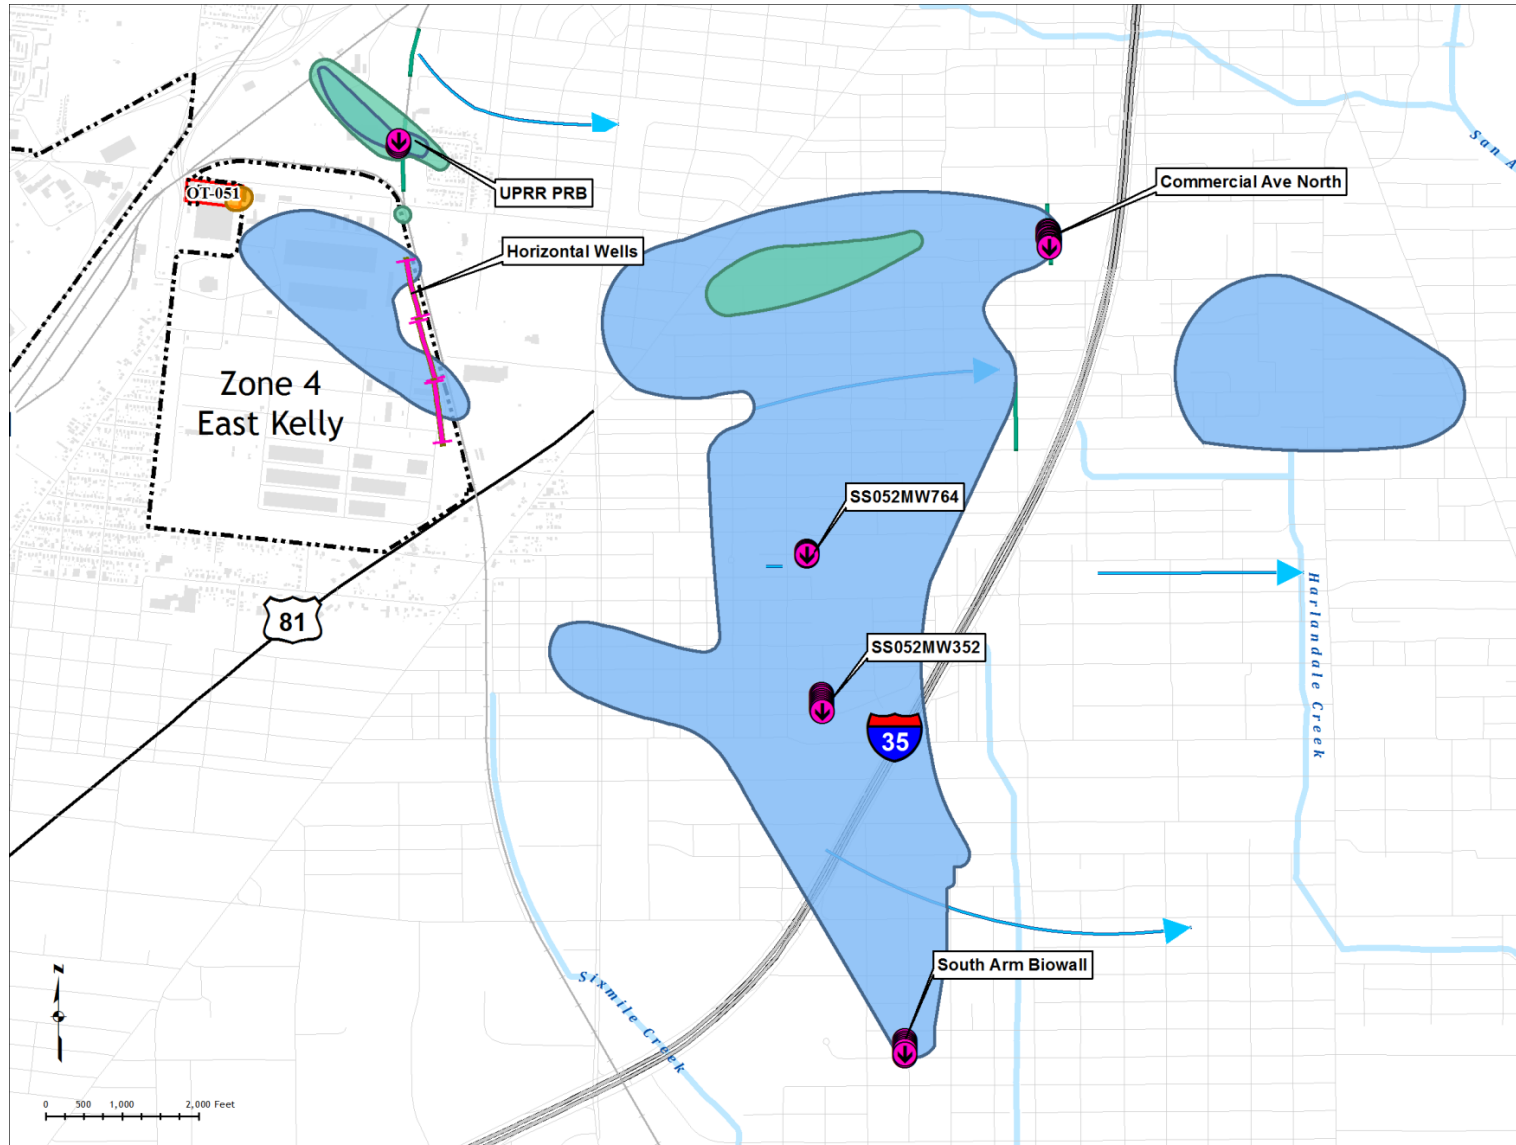 San A
OT-051
UPRR PRB
Commercial Ave North
Horizontal Wells
Zone 4
East Kelly
SS052MW764
81
Harlandale Creek
SS052MW352
35
South Arm Biowall
Sixmile Creek
N
0 500 1,000 2,000 Feet